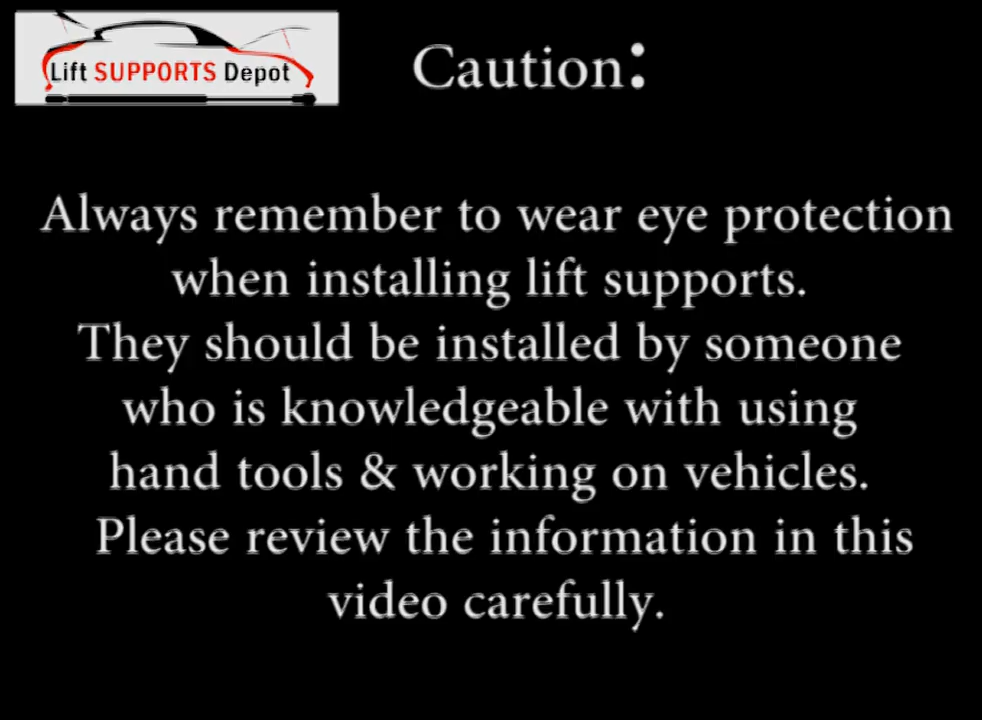 Lift SUPPORTS Depot
Caution:
Always remember to wear eye protection
when installing lift supports.
They should be installed by someone
who is knowledgeable with using
hand tools & working on vehicles.
Please review the information in this
video carefully.